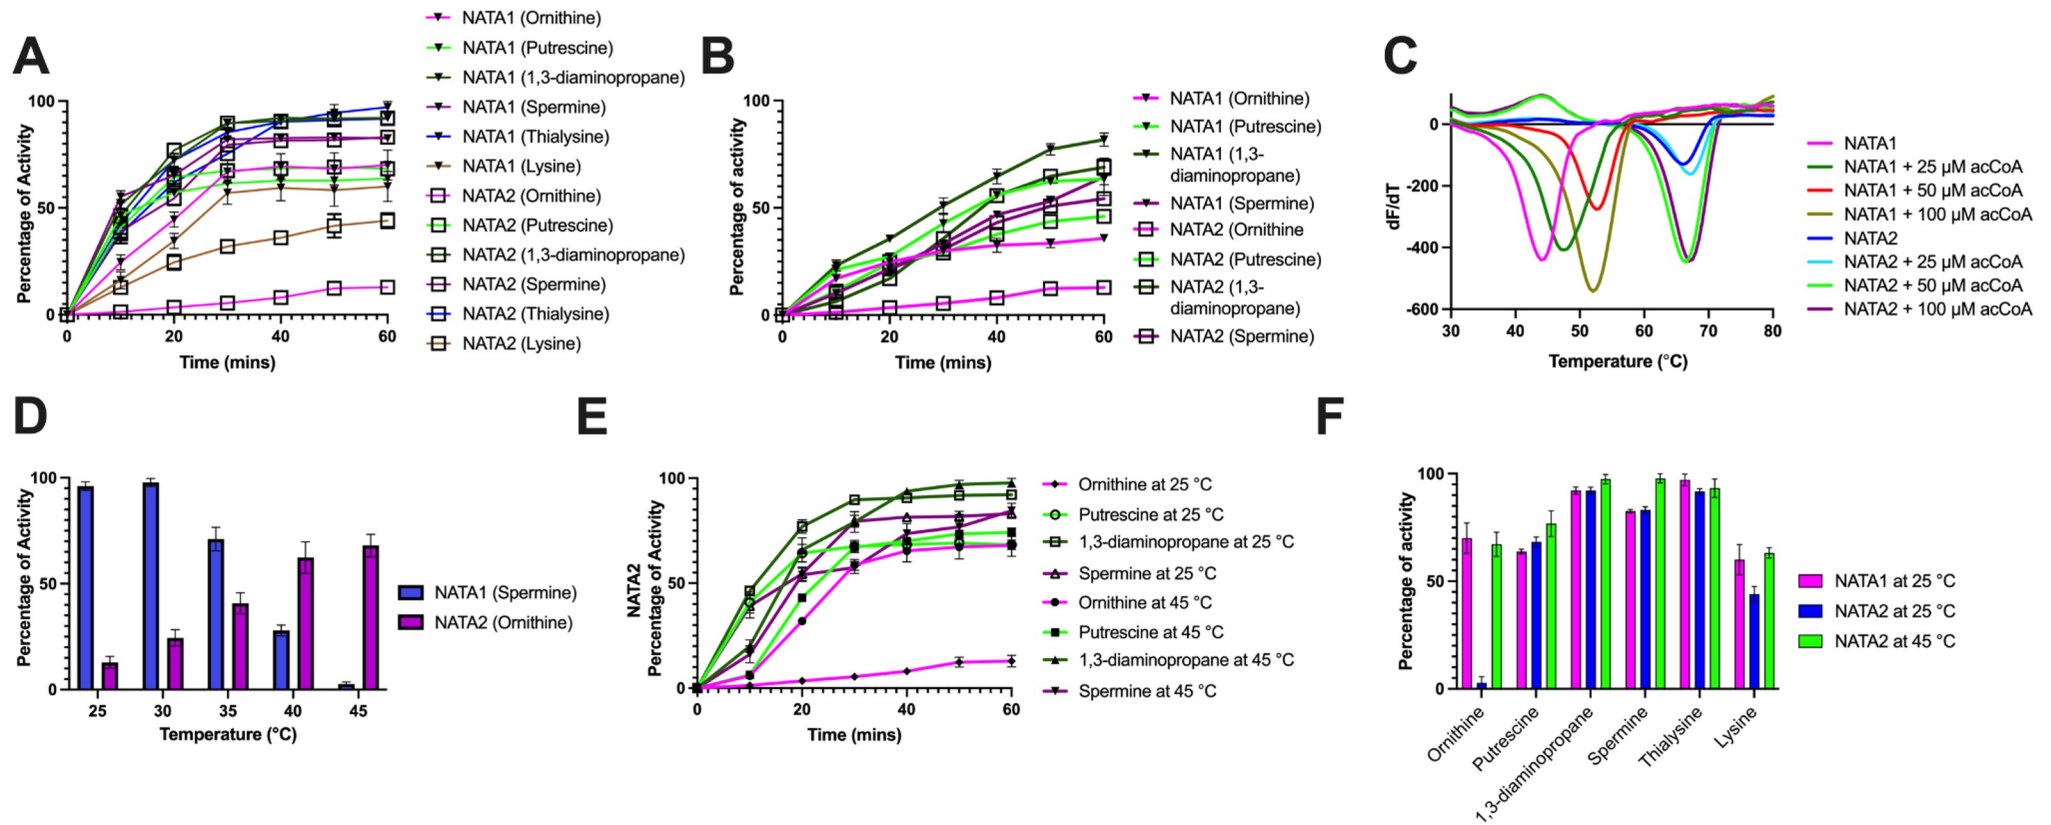 A
NATA1 (Ornithine)
NATA1 (Putrescine)
NATA1 (1,3-diaminopropane)
NATA1 (Spermine)
NATA1 (Thialysine)
NATA1 (Lysine)
NATA2 (Ornithine)
NATA2 (Putrescine)
NATA2 (1,3-diaminopropane)
NATA2 (Spermine)
NATA2 (Thialysine)
NATA2 (Lysine)
Percentage of Activity
100
50
0
0 20 40 60
Time (mins)
B
Percentage of activity
100
50
0
0 20 40 60
Time (mins)
NATA1 (Ornithine)
NATA1 (Putrescine)
NATA1 (1,3-
diaminopropane)
NATA1 (Spermine)
NATA2 (Ornithine
NATA2 (Putrescine)
NATA2 (1,3-
diaminopropane)
NATA2 (Spermine)
C
dF/dT
0
-200
-400
-600
30 40 50 60 70 80
Temperature (°C)
NATA1
NATA1 + 25 µM acCoA
NATA1 + 50 µM acCoA
NATA1 + 100 µM acCoA
NATA2
NATA2 + 25 µM acCoA
NATA2 + 50 µM acCoA
NATA2 + 100 µM acCoA
D
Percentage of Activity
100
50
0
25 30 35 40 45
Temperature (°C)
NATA1 (Spermine)
NATA2 (Ornithine)
E
NATA2
Percentage of Activity
100
50
0
0 20 40 60
Time (mins)
Ornithine at 25 °C
Putrescine at 25 °C
1,3-diaminopropane at 25 °C
Spermine at 25 °C
Ornithine at 45 °C
Putrescine at 45 °C
1,3-diaminopropane at 45 °C
Spermine at 45 °C
F
Percentage of activity
100
50
0
Ornithine
Putrescine
1,3-diaminopropane
Spermine
Thialysine
Lysine
NATA1 at 25 °C
NATA2 at 25 °C
NATA2 at 45 °C